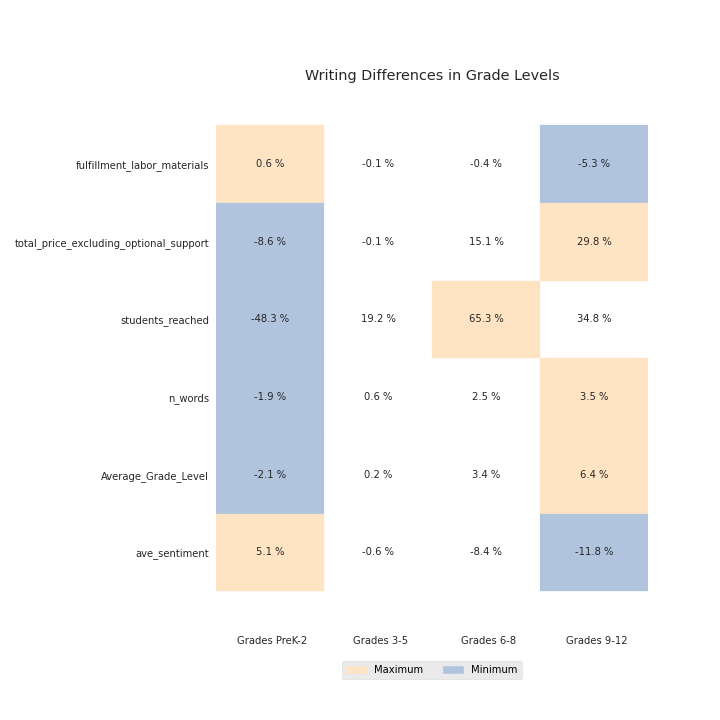 Writing Differences in Grade Levels
fulfillment_labor_materials 0.6 % -0.1 % -0.4 % -5.3 %
total_price_excluding_optional_support -8.6 % -0.1 % 15.1 % 29.8 %
students_reached -48.3 % 19.2 % 65.3 % 34.8 %
n_words -1.9 % 0.6 % 2.5 % 3.5 %
Average_Grade_Level -2.1 % 0.2 % 3.4 % 6.4 %
ave_sentiment 5.1 % -0.6 % -8.4 % -11.8 %
Grades PreK-2 Grades 3-5 Grades 6-8 Grades 9-12
Maximum Minimum